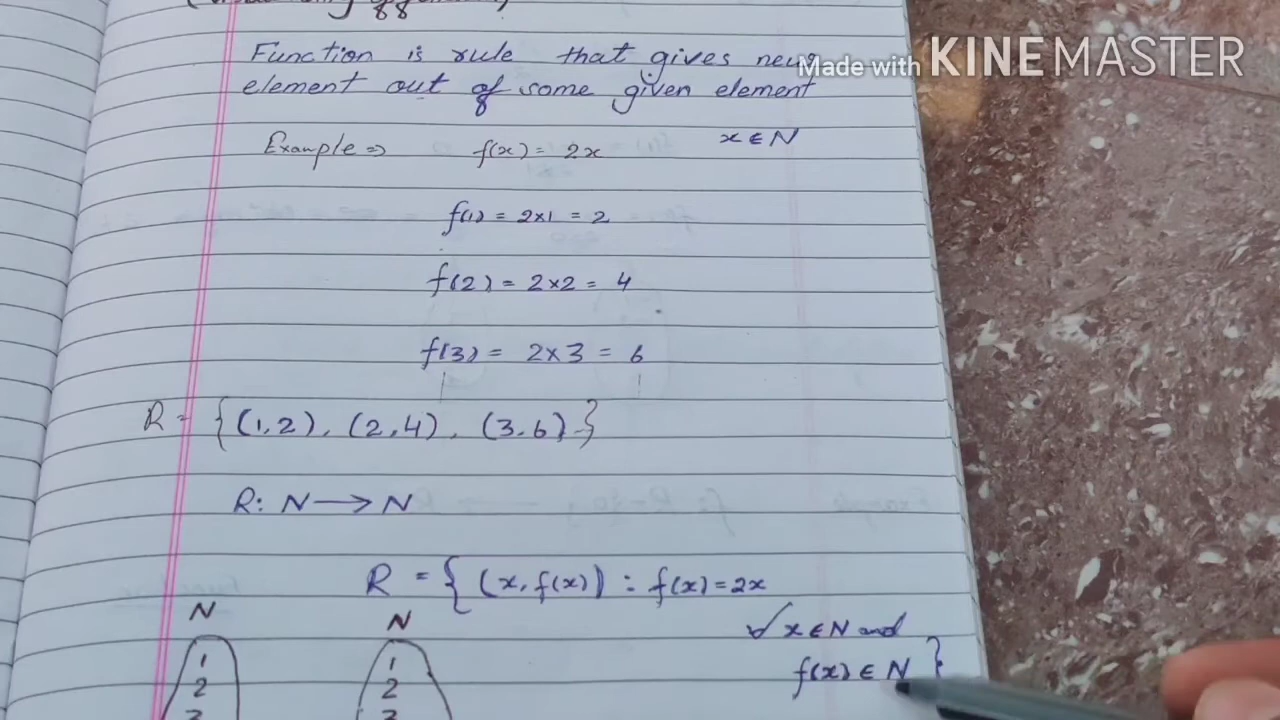 Function is rule that gives new
Made with KINEMASTER
element out of some given element
Example ⇒ f(x) = 2x x ∈ N
f(1) = 2×1 = 2
f(2) = 2×2 = 4
f(3) = 2×3 = 6
R = {(1,2), (2,4), (3,6)}
R: N → N
R = { (x, f(x)) : f(x) = 2x
∀ x ∈ N and
f(x) ∈ N }
N N
1 1
2 2
3 3